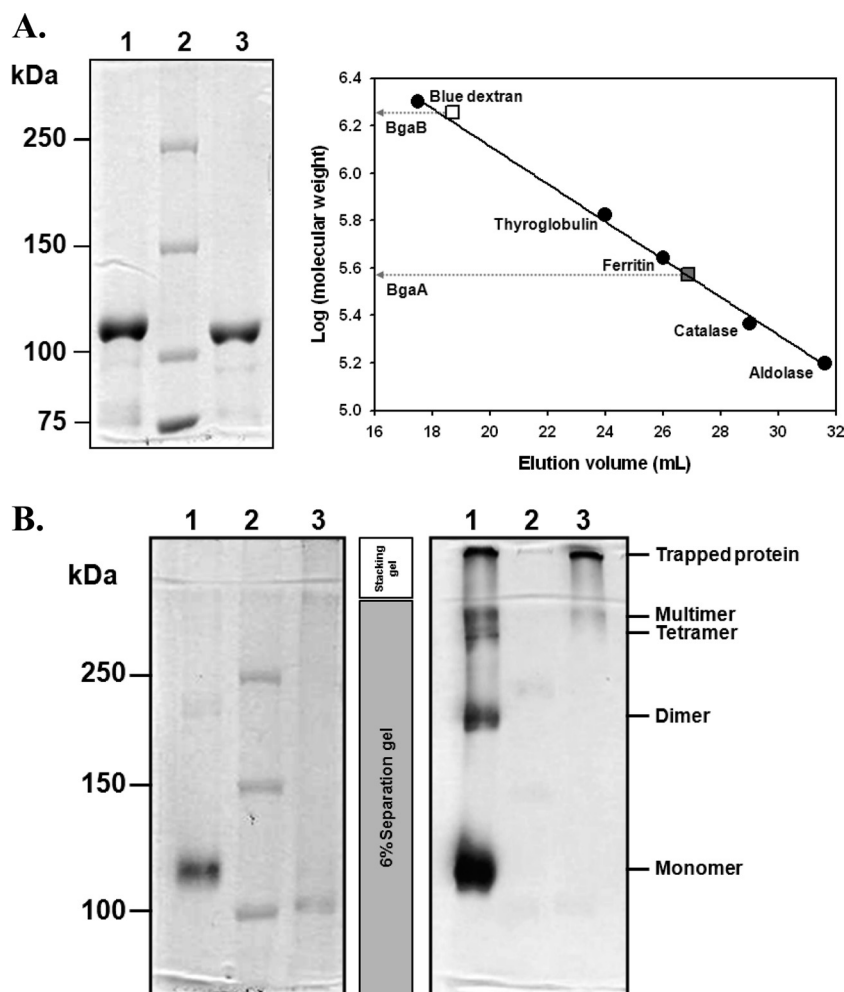 A.
1 2 3
kDa
250
150
100
75
6.4
6.2
6.0
5.8
5.6
5.4
5.2
5.0
Log (molecular weight)
Blue dextran
BgaB
Thyroglobulin
Ferritin
BgaA
Catalase
Aldolase
16 18 20 22 24 26 28 30 32
Elution volume (mL)
B.
1 2 3
kDa
250
150
100
Stacking
gel
6% Separation gel
1 2 3
Trapped protein
Multimer
Tetramer
Dimer
Monomer